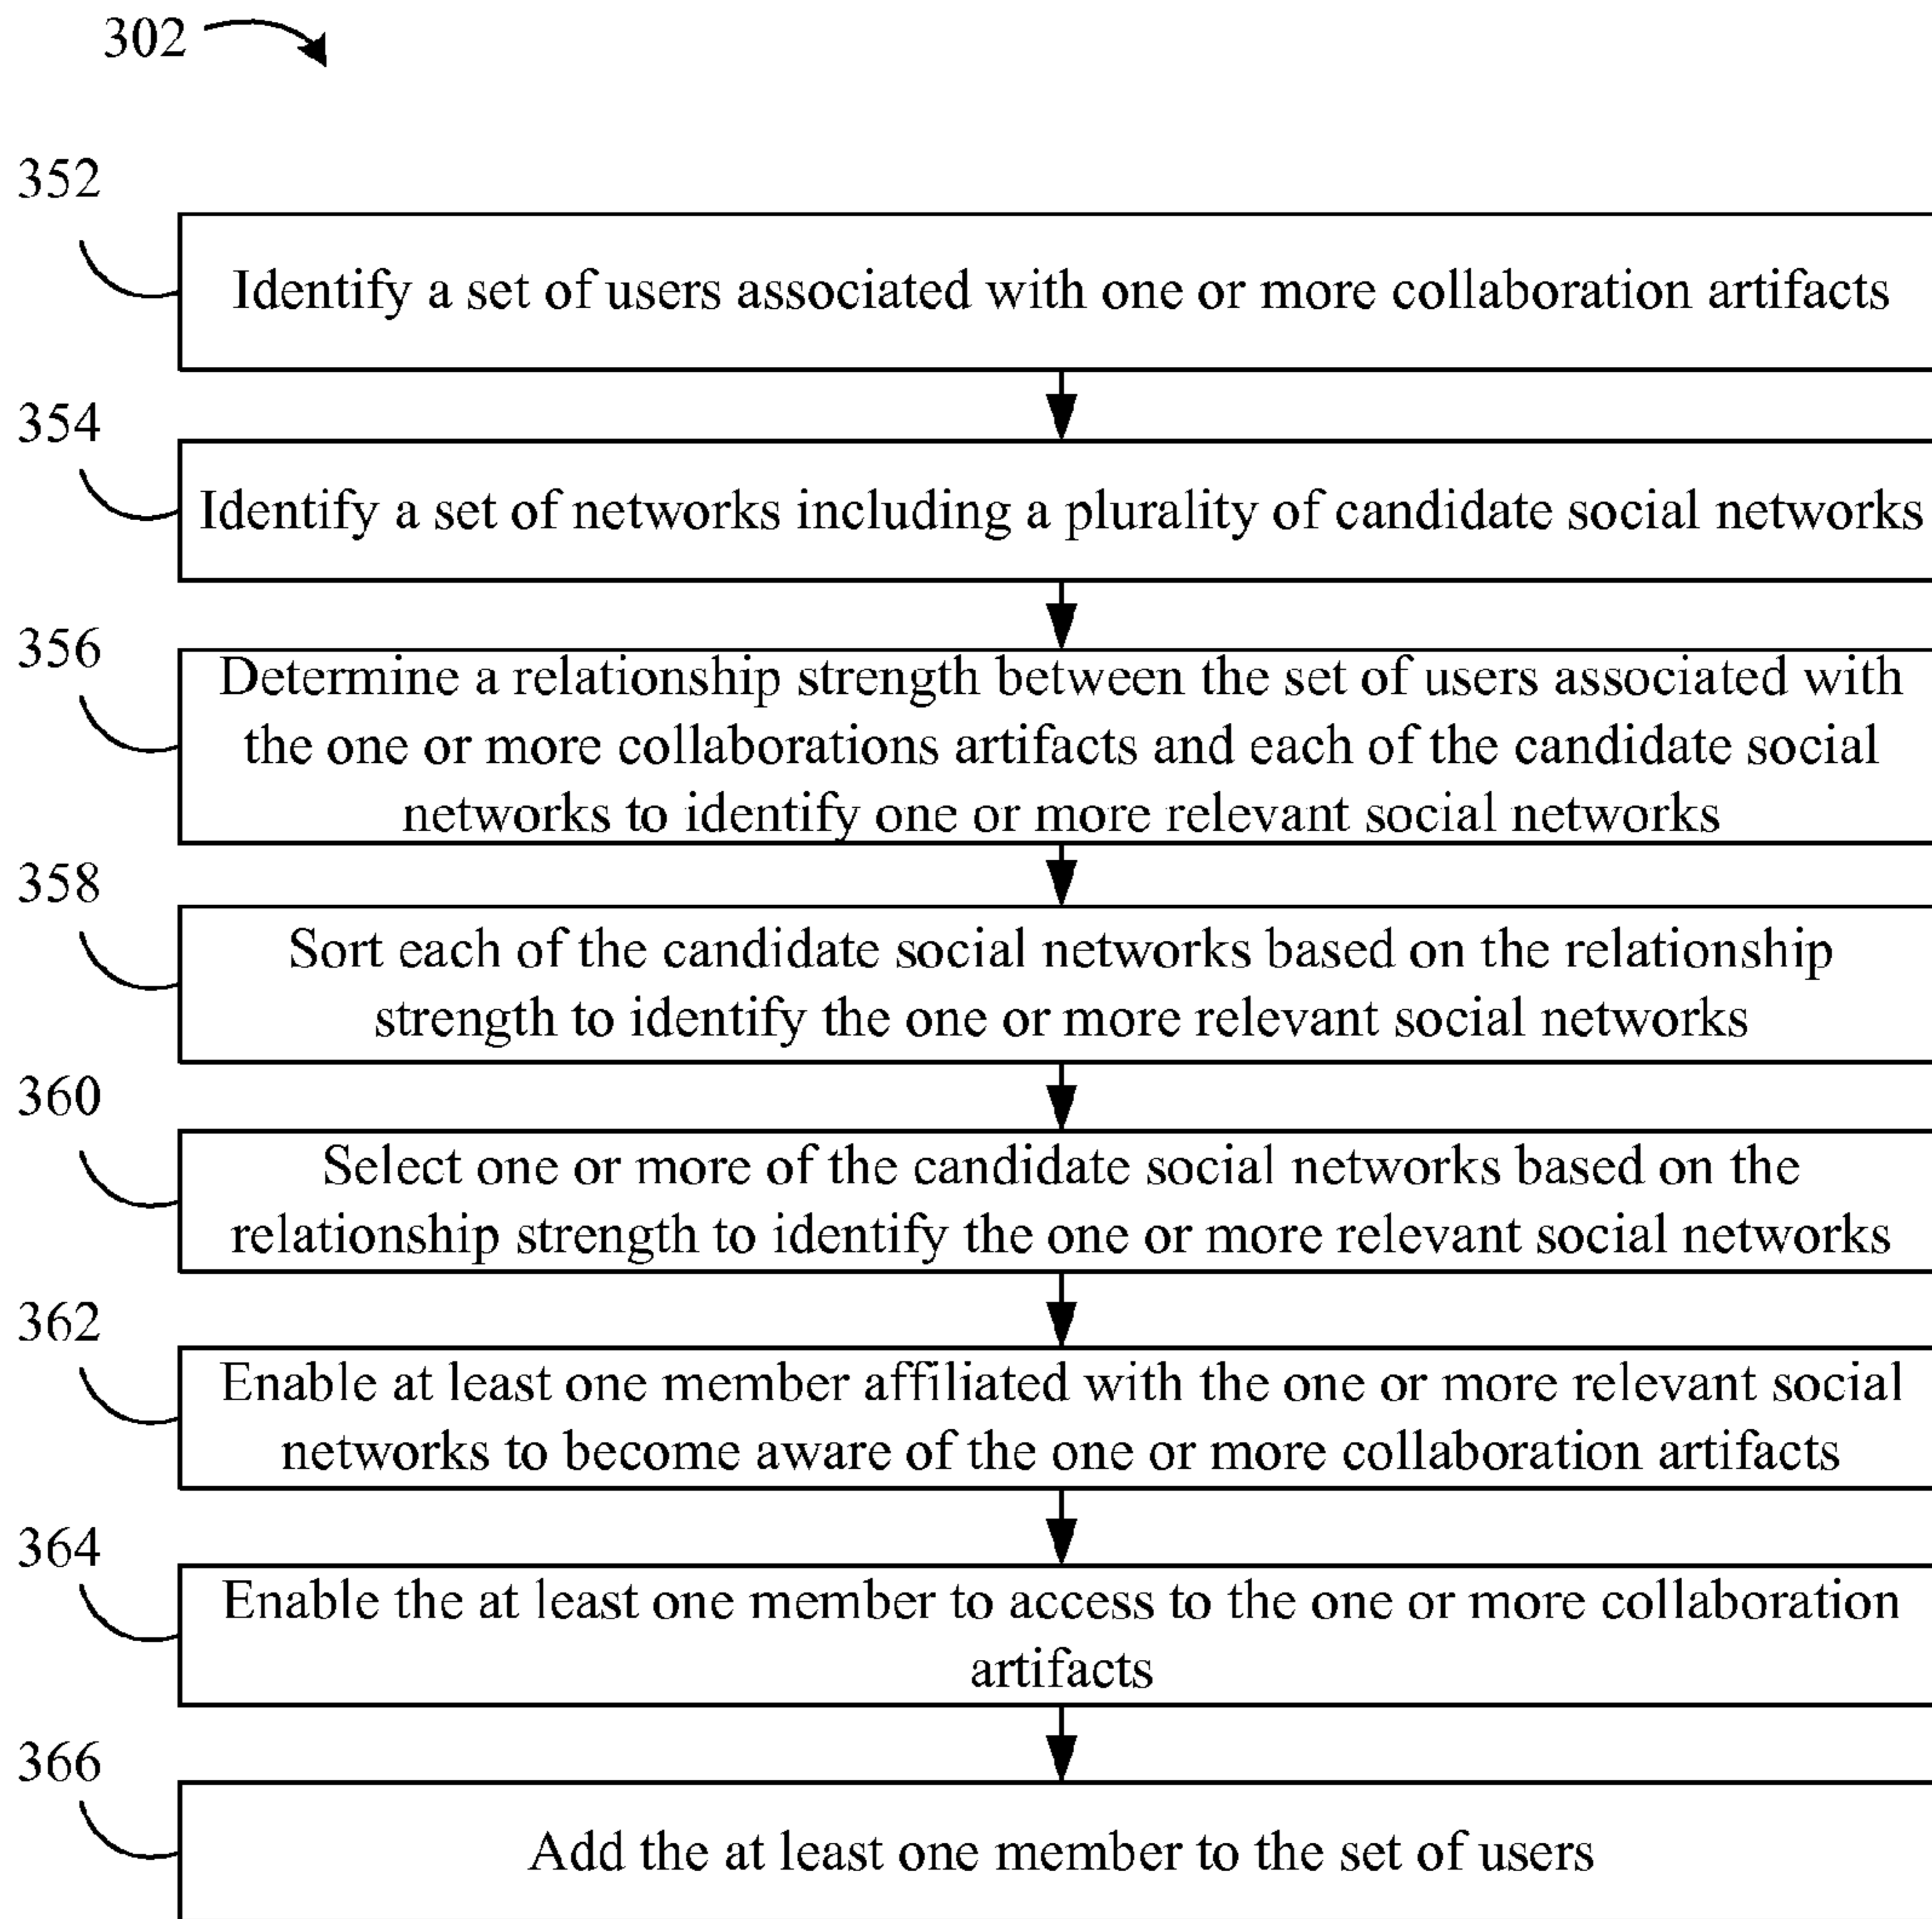 302
352
Identify a set of users associated with one or more collaboration artifacts
354
Identify a set of networks including a plurality of candidate social networks
356
Determine a relationship strength between the set of users associated with
the one or more collaborations artifacts and each of the candidate social
networks to identify one or more relevant social networks
358
Sort each of the candidate social networks based on the relationship
strength to identify the one or more relevant social networks
360
Select one or more of the candidate social networks based on the
relationship strength to identify the one or more relevant social networks
362
Enable at least one member affiliated with the one or more relevant social
networks to become aware of the one or more collaboration artifacts
364
Enable the at least one member to access to the one or more collaboration
artifacts
366
Add the at least one member to the set of users